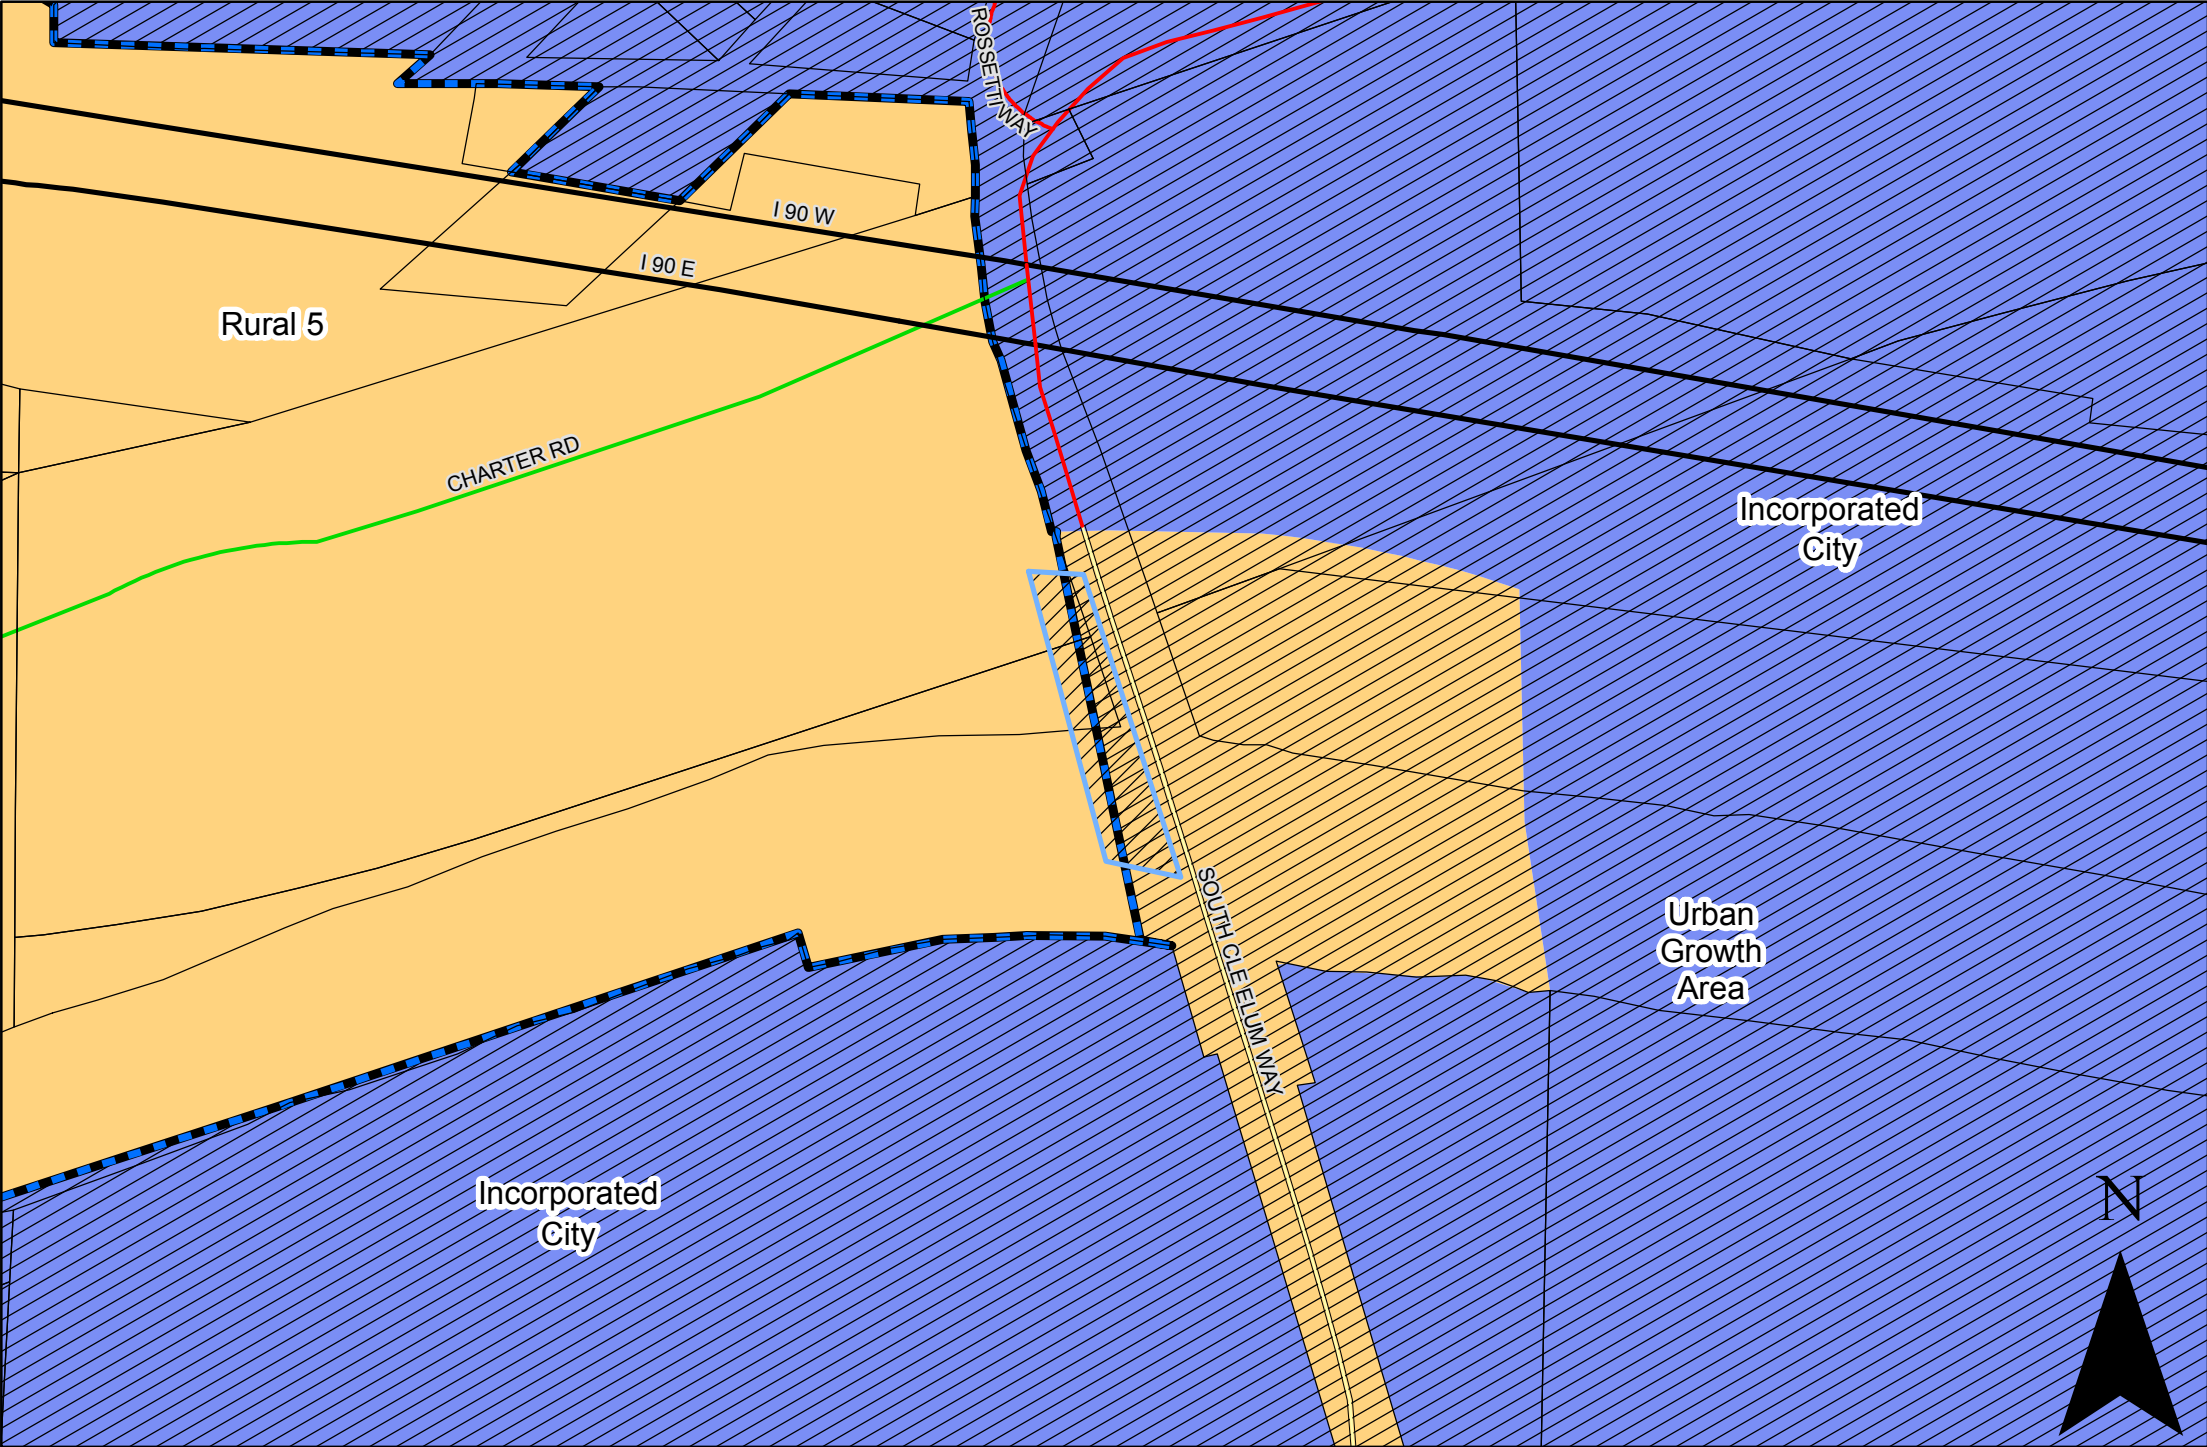 ROSSETTI WAY
I 90 W
I 90 E
Rural 5
CHARTER RD
Incorporated
City
Urban
Growth
Area
SOUTH CLE ELUM WAY
Incorporated
City
N